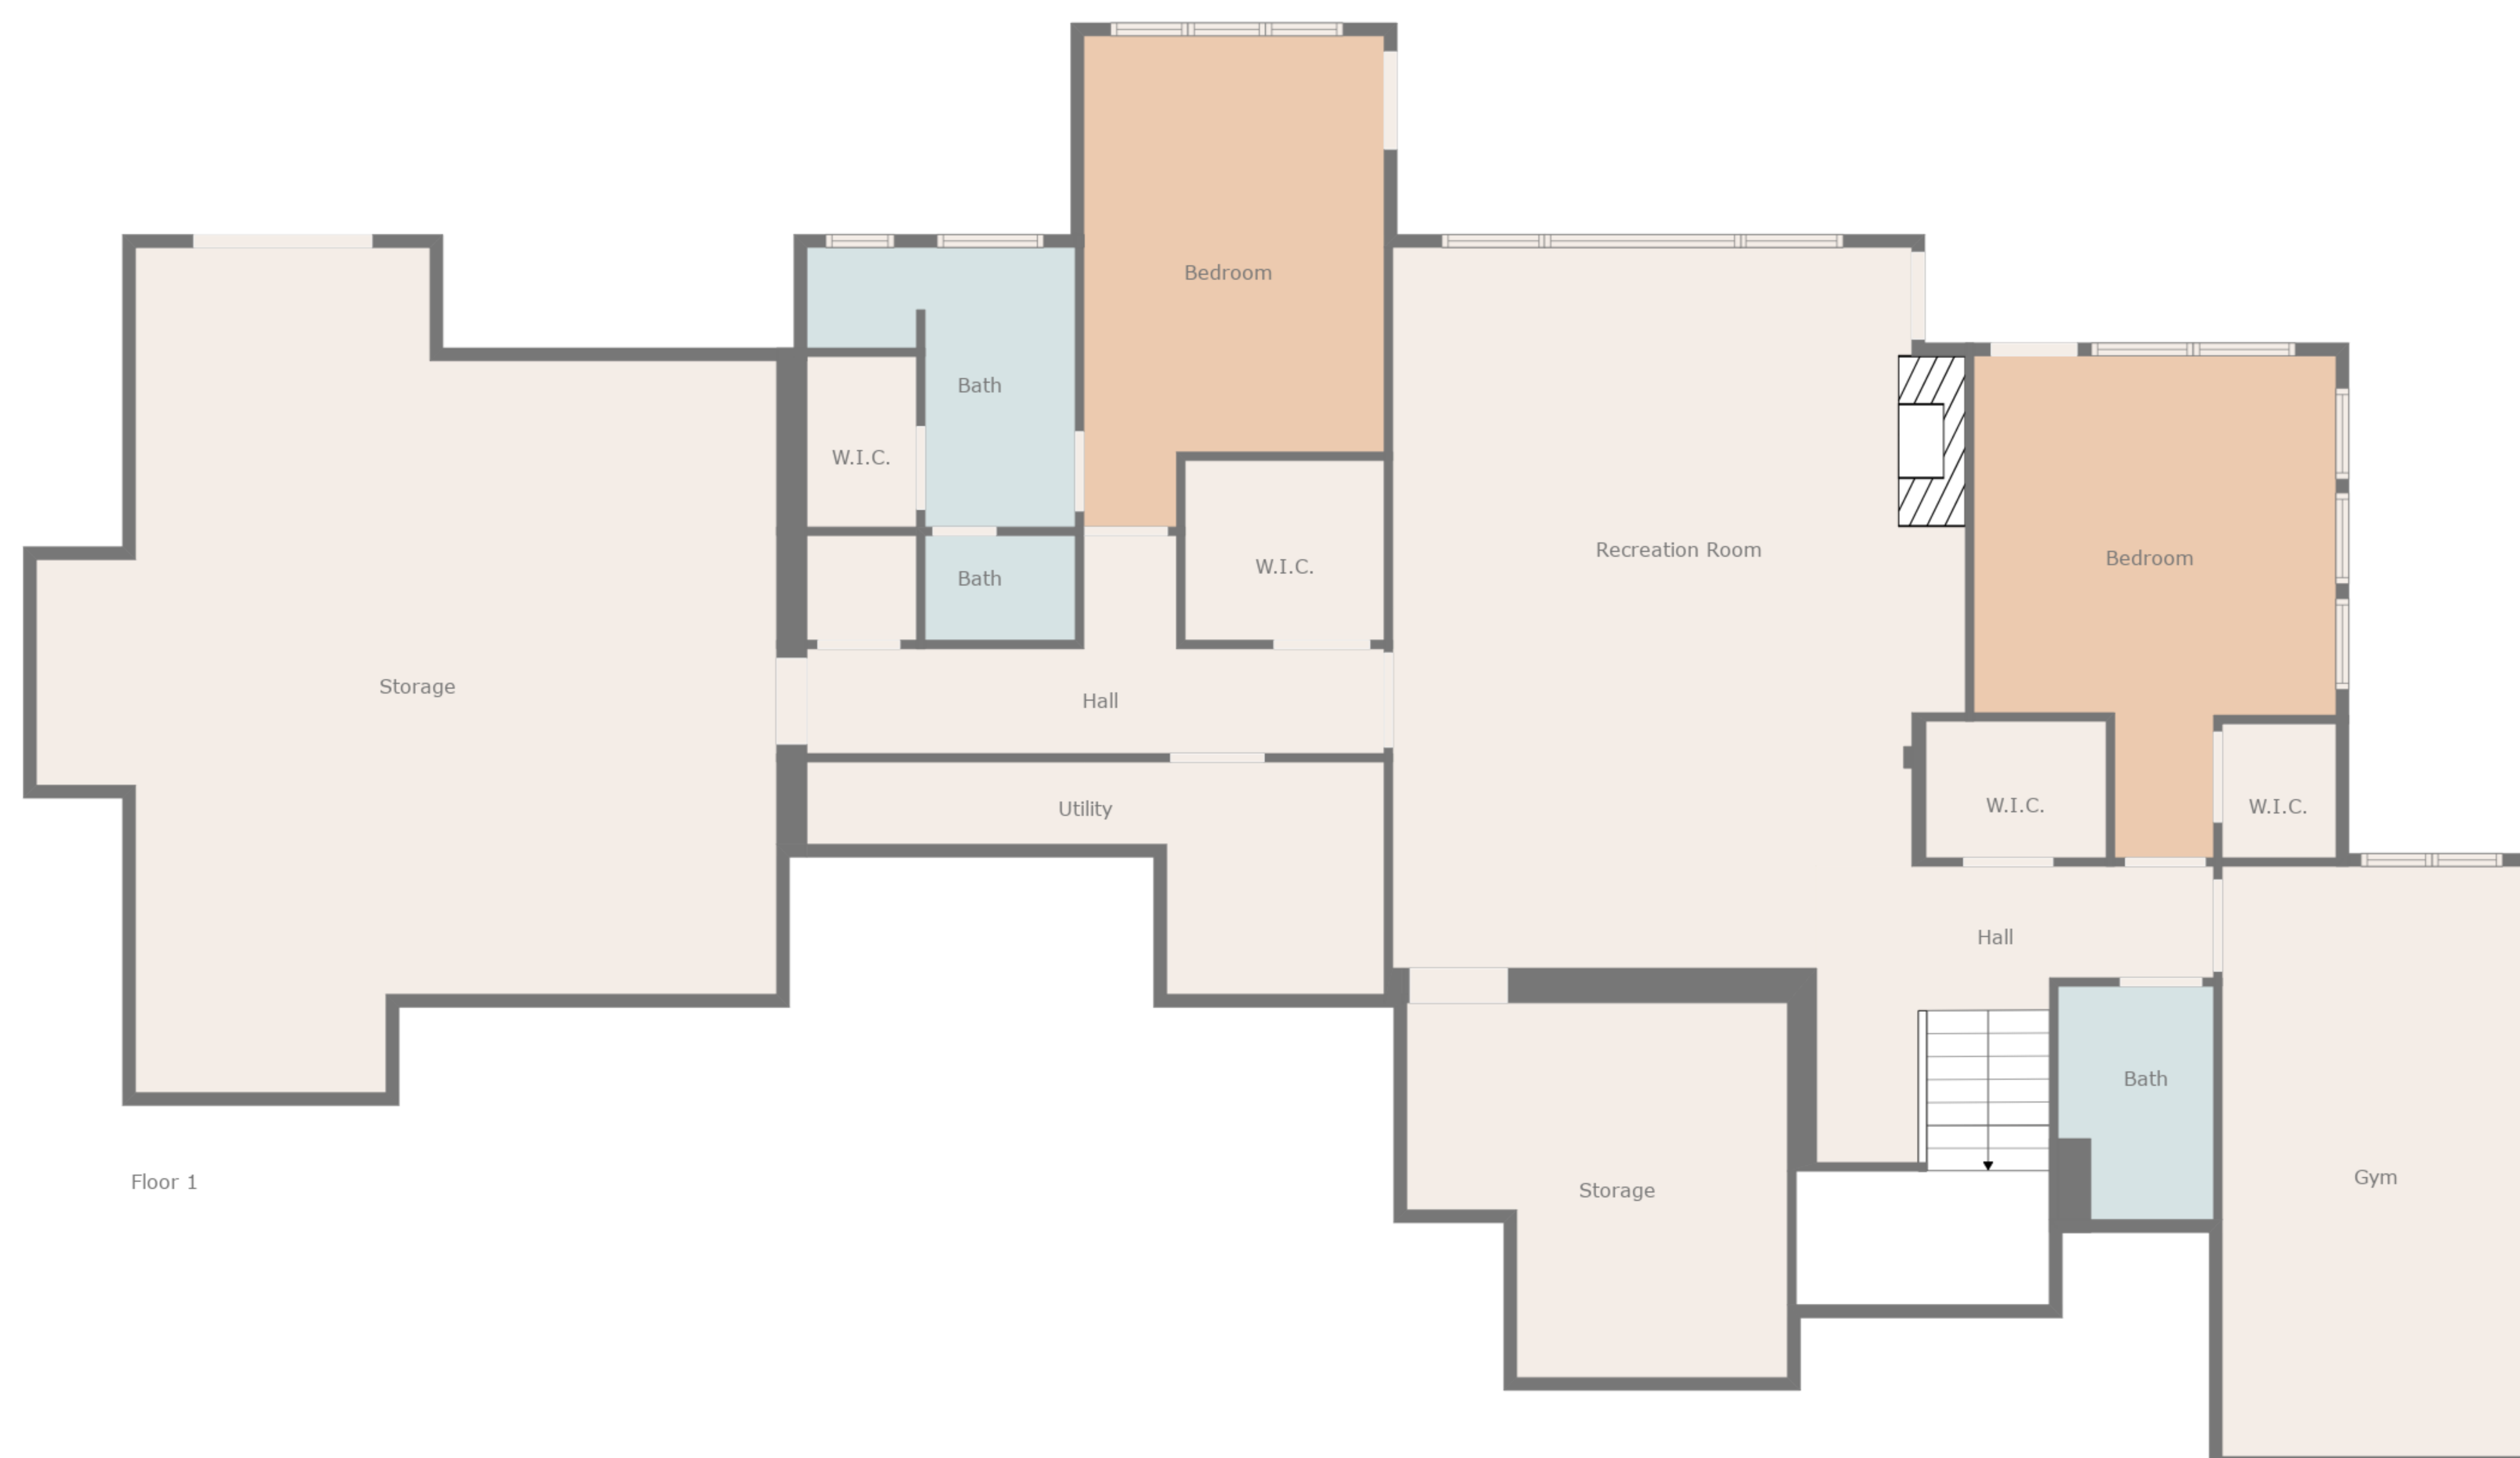 Bedroom
Bath
W.I.C.
Recreation Room
Bedroom
W.I.C.
Bath
Storage
Hall
Utility
W.I.C.
W.I.C.
Hall
Bath
Gym
Storage
Floor 1